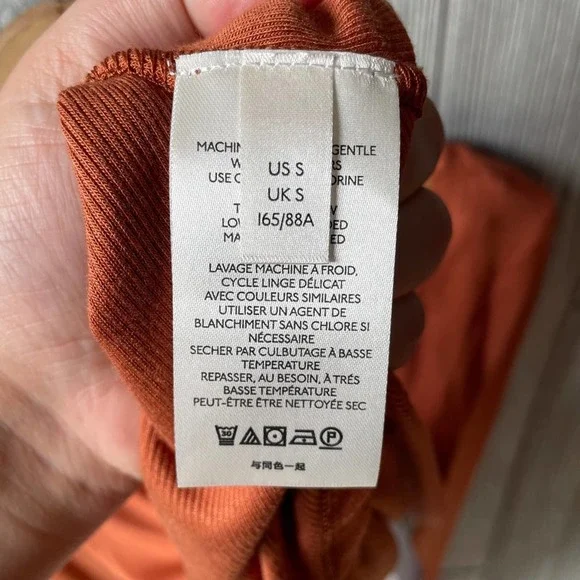 MACHIN GENTLE
W RS
USE C ORINE
T W
LOV DED
MA ED
US S
UK S
165/88A
LAVAGE MACHINE À FROID,
CYCLE LINGE DÉLICAT
AVEC COULEURS SIMILAIRES
UTILISER UN AGENT DE
BLANCHIMENT SANS CHLORE SI
NÉCESSAIRE
SECHER PAR CULBUTAGE À BASSE
TEMPERATURE
REPASSER, AU BESOIN, À TRÉS
BASSE TEMPÉRATURE
PEUT-ÊTRE ÊTRE NETTOYÉE SEC
30 P
与同色一起